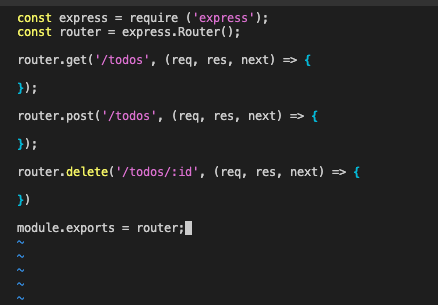 const express = require ('express');
const router = express.Router();
router.get('/todos', (req, res, next) => {
});
router.post('/todos', (req, res, next) => {
});
router.delete('/todos/:id', (req, res, next) => {
})
module.exports = router;
~
~
~
~
~